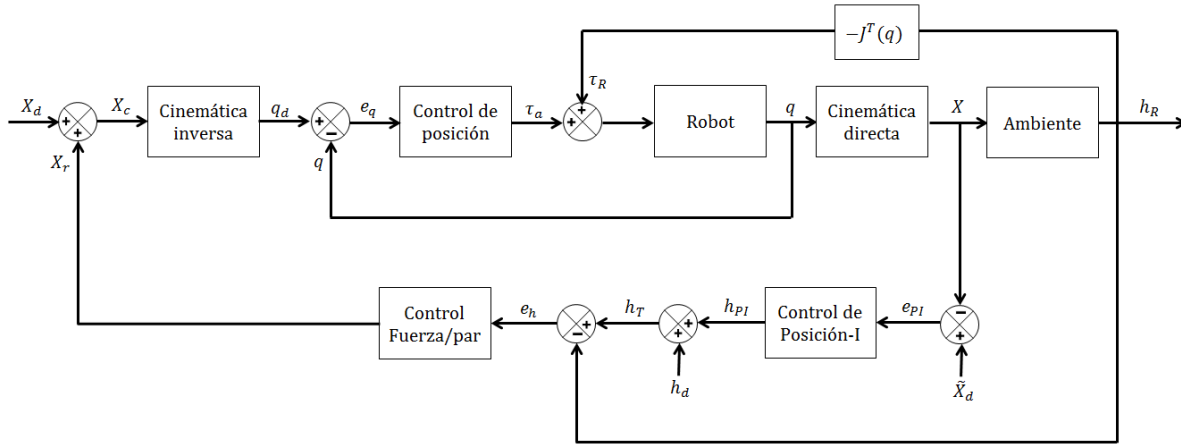 −Jᵀ(q)
τ_R
X_d
X_c
Cinemática
inversa
q_d
e_q
Control de
posición
τ_a
Robot
q
Cinemática
directa
X
Ambiente
h_R
X_r
q
Control
Fuerza/par
e_h
h_T
h_PI
Control de
Posición-I
e_PI
h_d
X̃_d